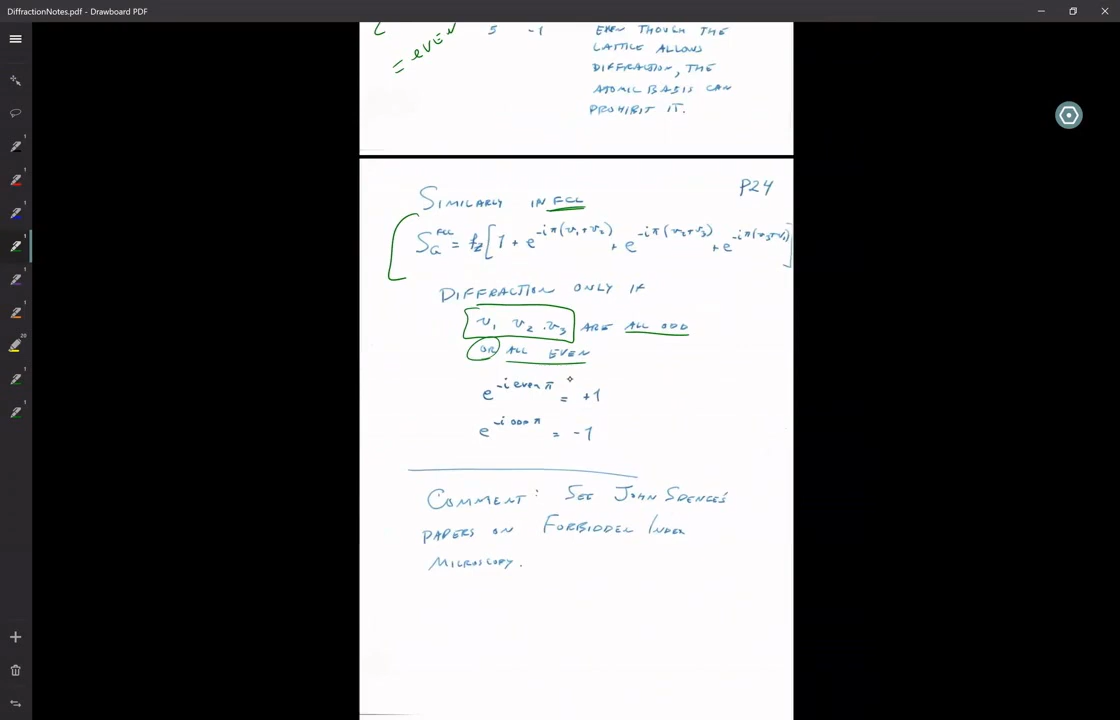 DiffractionNotes.pdf - Drawboard PDF
= EVEN
5 -1
EVEN THOUGH THE
LATTICE ALLOWS
DIFFRACTION, THE
ATOMIC BASIS CAN
PROHIBIT IT.
P24
SIMILARLY IN FCC
S_G^FCC = f_z [1 + e^-iπ(v₁+v₂) + e^-iπ(v₂+v₃) + e^-iπ(v₃+v₁)]
DIFFRACTION ONLY IF
v₁ v₂ v₃ ARE ALL ODD
OR ALL EVEN
e^-i even π = +1
e^-i ODD π = -1
COMMENT: SEE JOHN SPENCE'S
PAPERS ON FORBIDDEN INDEX
MICROSCOPY.